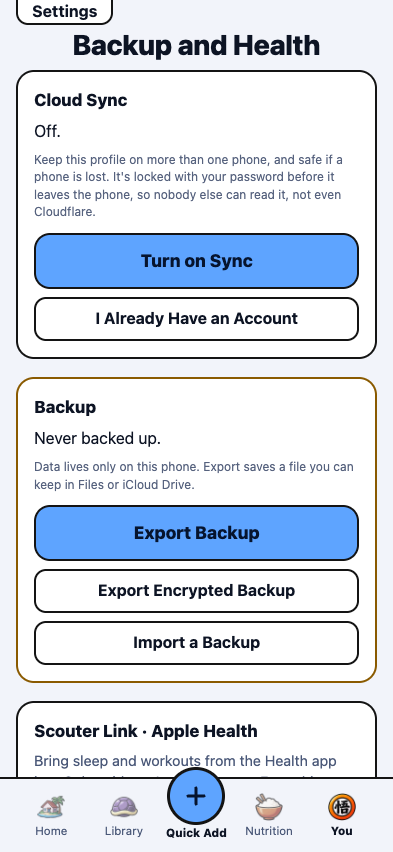 Settings
Backup and Health
Cloud Sync
Off.
Keep this profile on more than one phone, and safe if a
phone is lost. It's locked with your password before it
leaves the phone, so nobody else can read it, not even
Cloudflare.
Turn on Sync
I Already Have an Account
Backup
Never backed up.
Data lives only on this phone. Export saves a file you can
keep in Files or iCloud Drive.
Export Backup
Export Encrypted Backup
Import a Backup
Scouter Link · Apple Health
Bring sleep and workouts from the Health app
悟
Home
Library
Quick Add
Nutrition
You